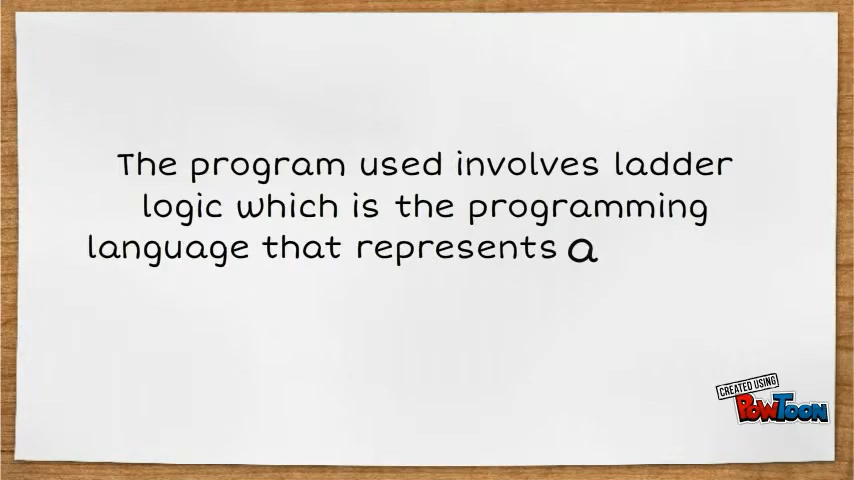 The program used involves ladder
logic which is the programming
language that represents a
CREATED USING
POWTOON